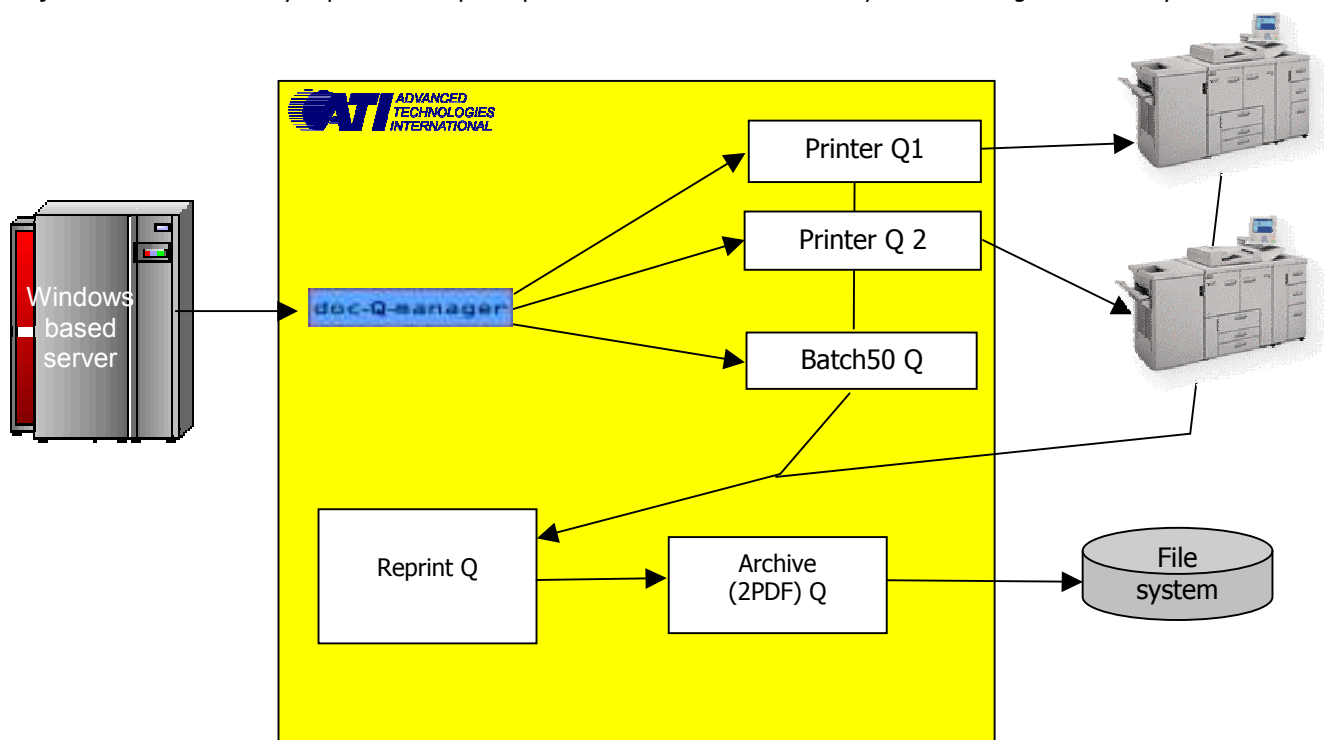 ATI ADVANCED
TECHNOLOGIES
INTERNATIONAL
Printer Q1
Printer Q 2
Windows
based
server
doc-Q-manager
Batch50 Q
Reprint Q
Archive
(2PDF) Q
File
system